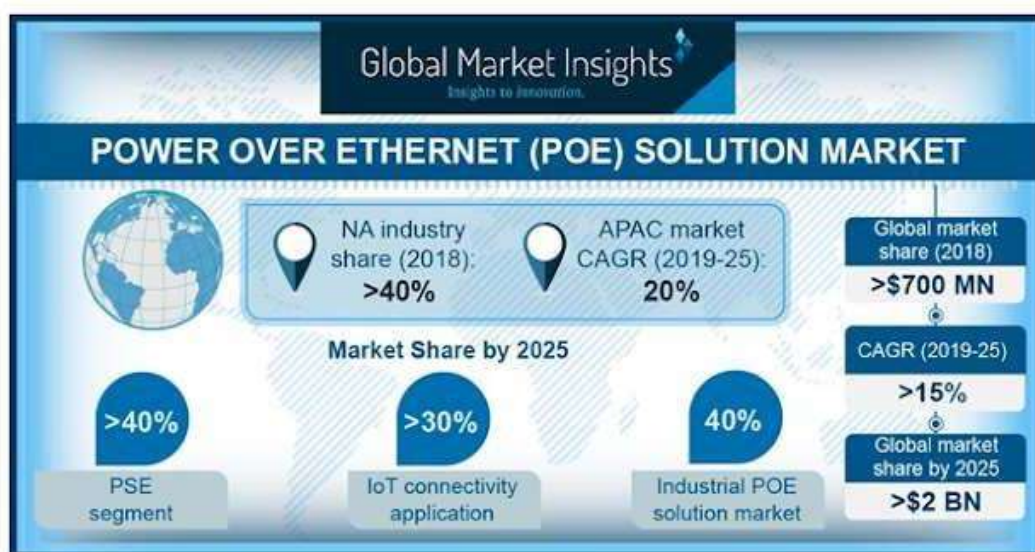 Global Market Insights
Insights to innovation.
POWER OVER ETHERNET (POE) SOLUTION MARKET
NA industry
share (2018):
>40%
APAC market
CAGR (2019-25):
20%
Global market
share (2018)
>$700 MN
CAGR (2019-25)
>15%
Global market
share by 2025
>$2 BN
Market Share by 2025
>40%
PSE
segment
>30%
IoT connectivity
application
40%
Industrial POE
solution market